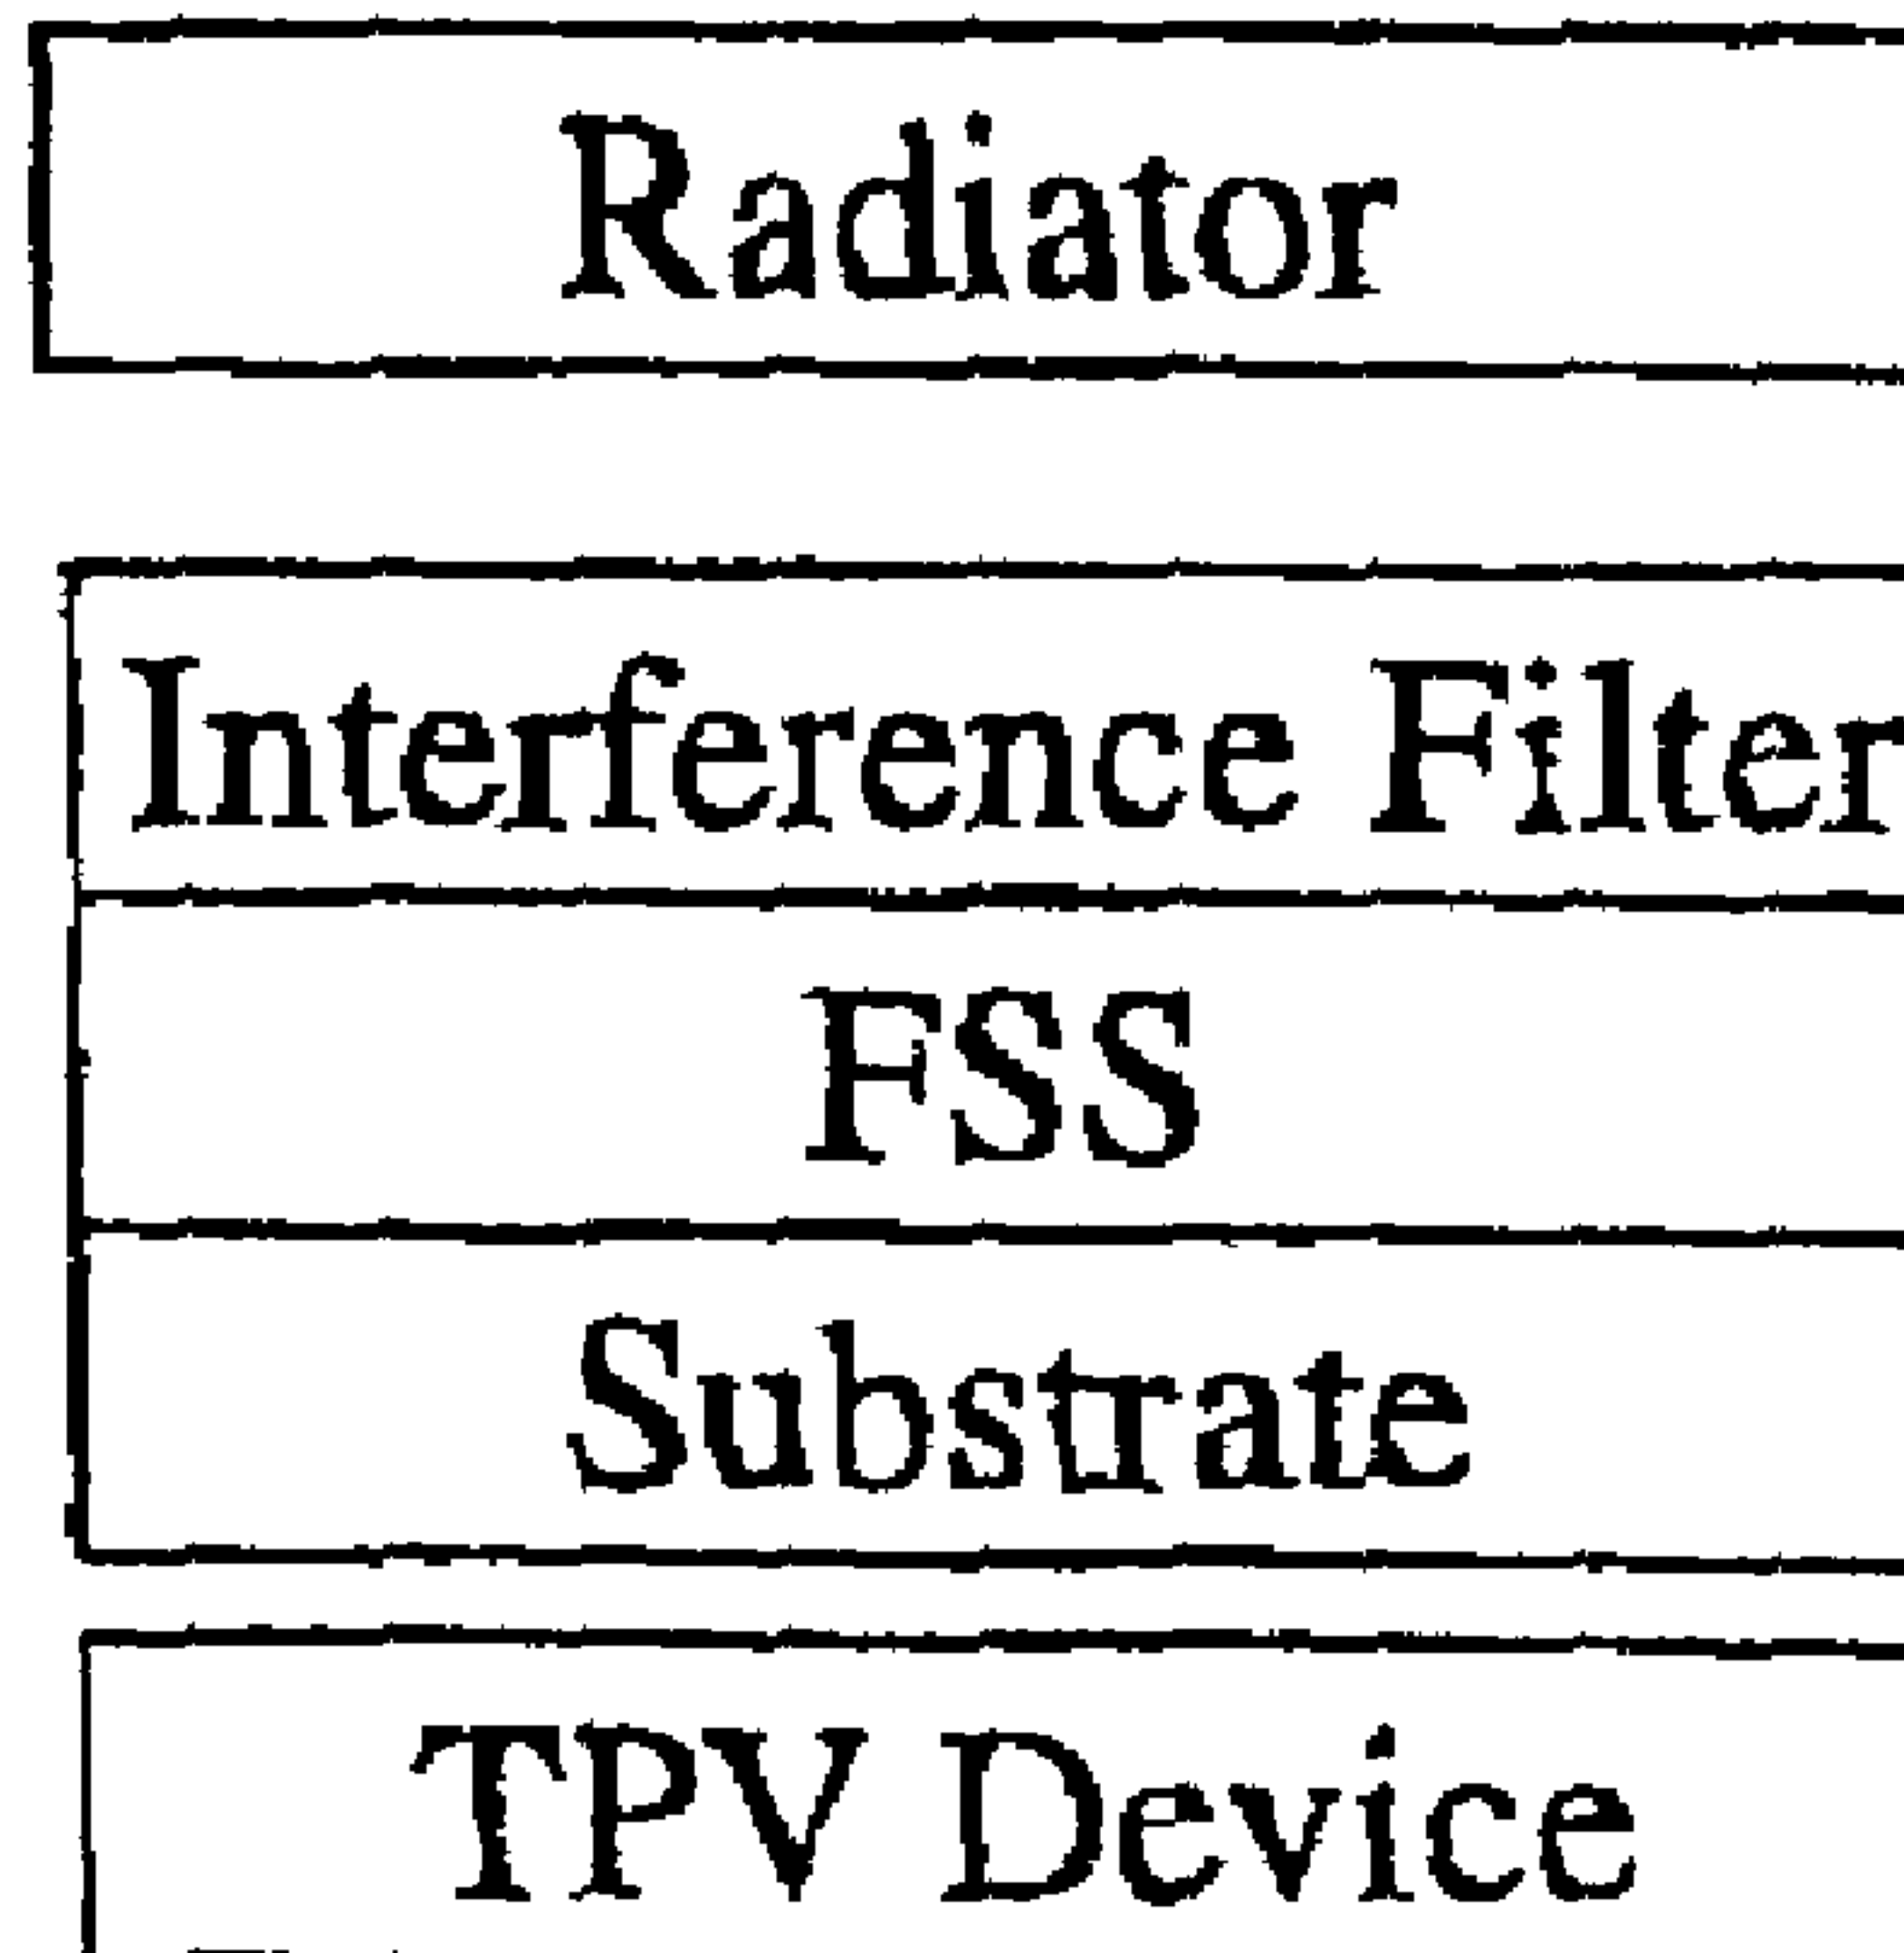 Radiator
Interference Filter
FSS
Substrate
TPV Device